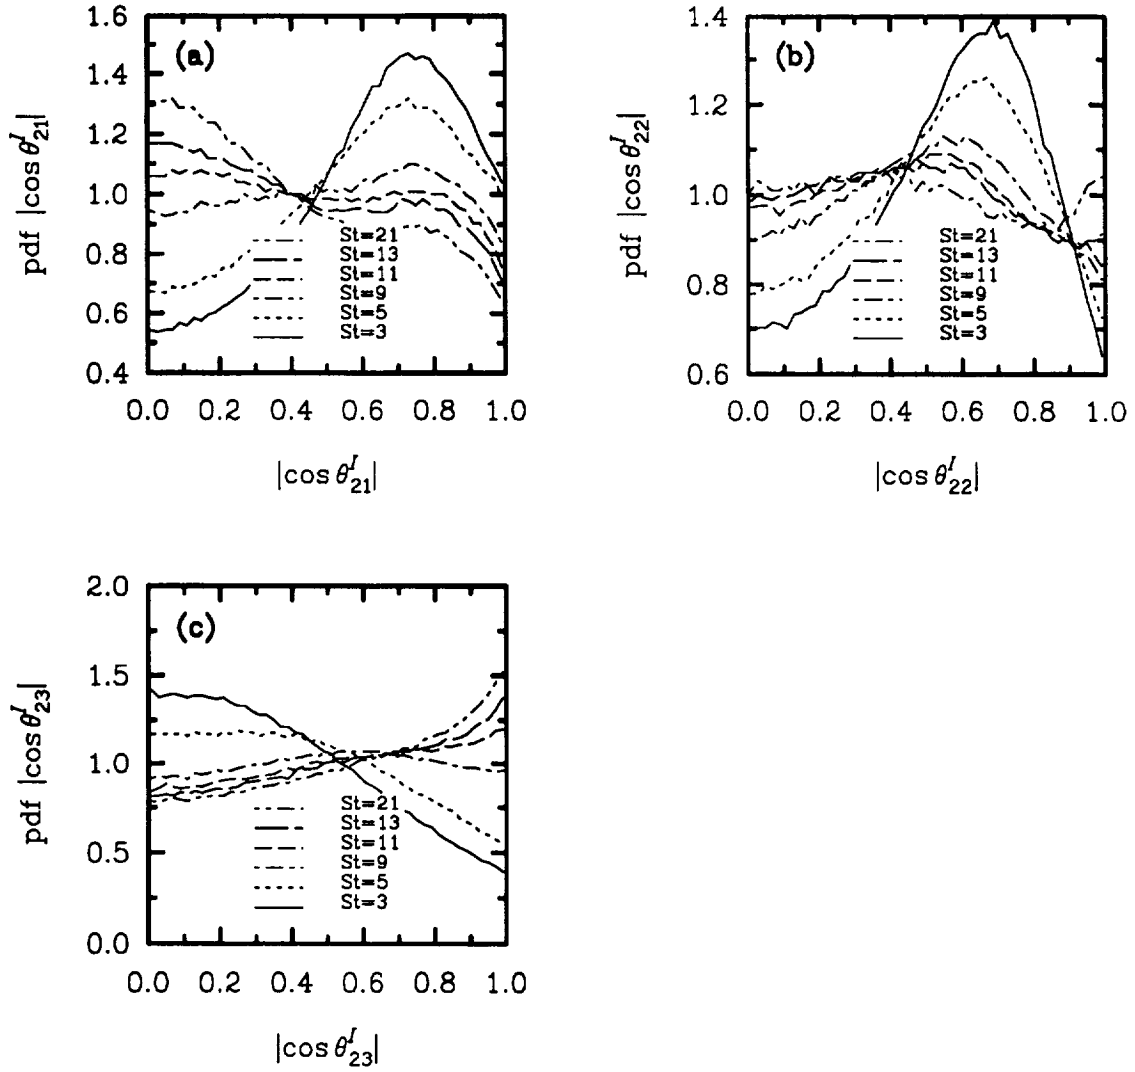 (a)
pdf |cos θ^I_21|
1.6
1.4
1.2
1.0
0.8
0.6
0.4
St=21
St=13
St=11
St=9
St=5
St=3
0.0 0.2 0.4 0.6 0.8 1.0
|cos θ^I_21|
(b)
pdf |cos θ^I_22|
1.4
1.2
1.0
0.8
0.6
St=21
St=13
St=11
St=9
St=5
St=3
0.0 0.2 0.4 0.6 0.8 1.0
|cos θ^I_22|
(c)
pdf |cos θ^I_23|
2.0
1.5
1.0
0.5
0.0
St=21
St=13
St=11
St=9
St=5
St=3
0.0 0.2 0.4 0.6 0.8 1.0
|cos θ^I_23|